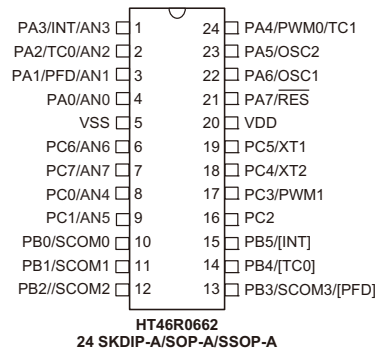 PA3/INT/AN3 1 24 PA4/PWM0/TC1
PA2/TC0/AN2 2 23 PA5/OSC2
PA1/PFD/AN1 3 22 PA6/OSC1
PA0/AN0 4 21 PA7/R̅E̅S̅
VSS 5 20 VDD
PC6/AN6 6 19 PC5/XT1
PC7/AN7 7 18 PC4/XT2
PC0/AN4 8 17 PC3/PWM1
PC1/AN5 9 16 PC2
PB0/SCOM0 10 15 PB5/[INT]
PB1/SCOM1 11 14 PB4/[TC0]
PB2//SCOM2 12 13 PB3/SCOM3/[PFD]
HT46R0662
24 SKDIP-A/SOP-A/SSOP-A